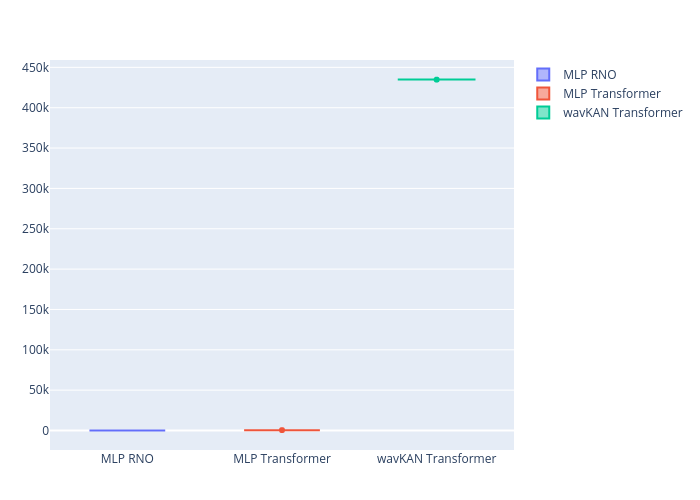 450k
400k
350k
300k
250k
200k
150k
100k
50k
0
MLP RNO
MLP Transformer
wavKAN Transformer
MLP RNO
MLP Transformer
wavKAN Transformer